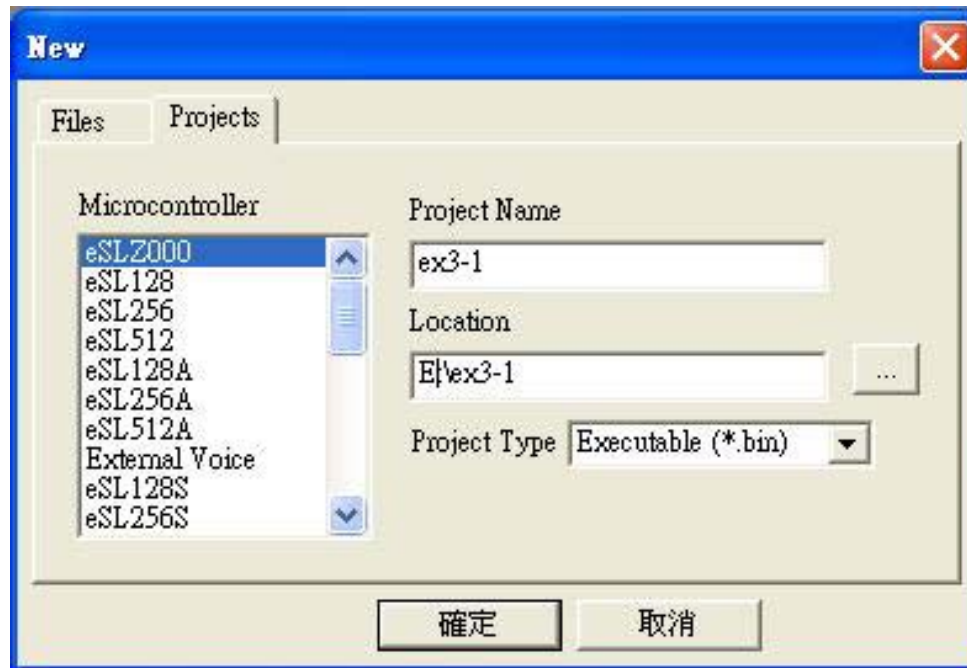 New
Files
Projects
Microcontroller
eSLZ000
eSL128
eSL256
eSL512
eSL128A
eSL256A
eSL512A
External Voice
eSL128S
eSL256S
Project Name
ex3-1
Location
E:\ex3-1
...
Project Type Executable (*.bin)
確定
取消